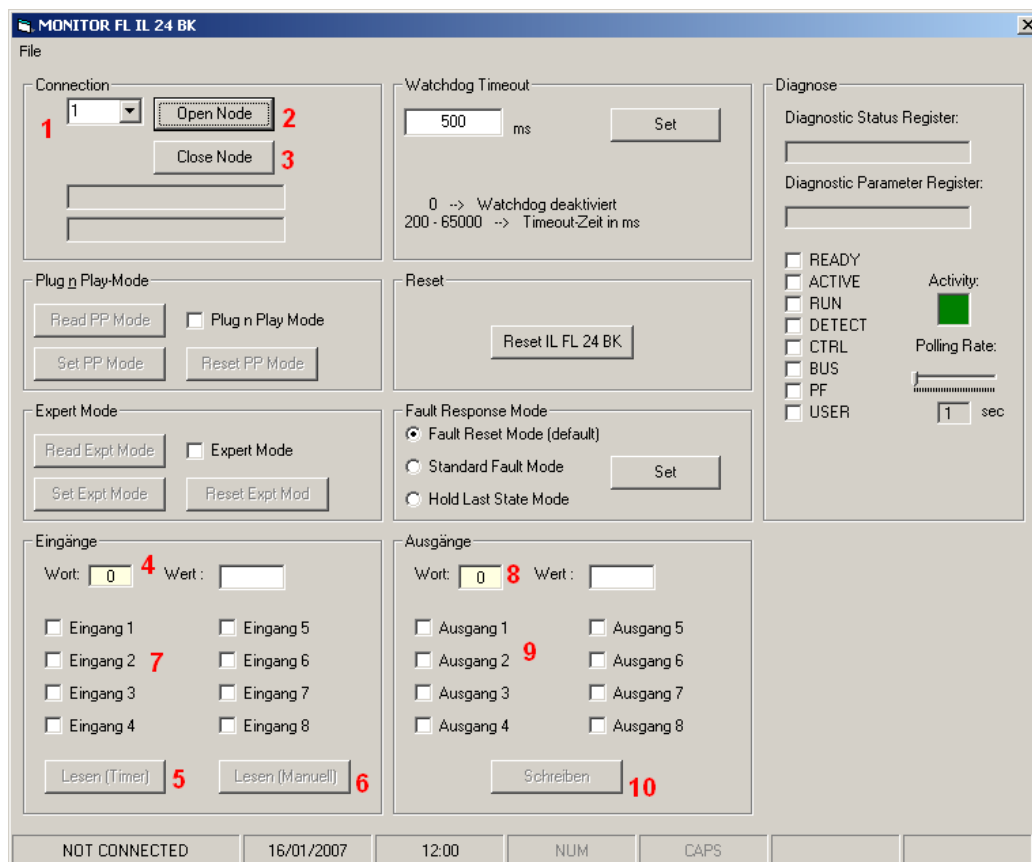 MONITOR FL IL 24 BK
File
Connection
1
1
Open Node
2
Close Node
3
Watchdog Timeout
500
ms
Set
0 --> Watchdog deaktiviert
200 - 65000 --> Timeout-Zeit in ms
Diagnose
Diagnostic Status Register:
Diagnostic Parameter Register:
READY
ACTIVE
RUN
DETECT
CTRL
BUS
PF
USER
Activity:
Polling Rate:
1 sec
Plug n Play-Mode
Read PP Mode
Plug n Play Mode
Set PP Mode
Reset PP Mode
Reset
Reset IL FL 24 BK
Expert Mode
Read Expt Mode
Expert Mode
Set Expt Mode
Reset Expt Mod
Fault Response Mode
Fault Reset Mode (default)
Standard Fault Mode
Hold Last State Mode
Set
Eingänge
Wort: 0 4 Wert :
Eingang 1
Eingang 2
7
Eingang 3
Eingang 4
Eingang 5
Eingang 6
Eingang 7
Eingang 8
Lesen (Timer)
5
Lesen (Manuell)
6
Ausgänge
Wort: 0 8 Wert :
Ausgang 1
Ausgang 2
9
Ausgang 3
Ausgang 4
Ausgang 5
Ausgang 6
Ausgang 7
Ausgang 8
Schreiben
10
NOT CONNECTED
16/01/2007
12:00
NUM
CAPS